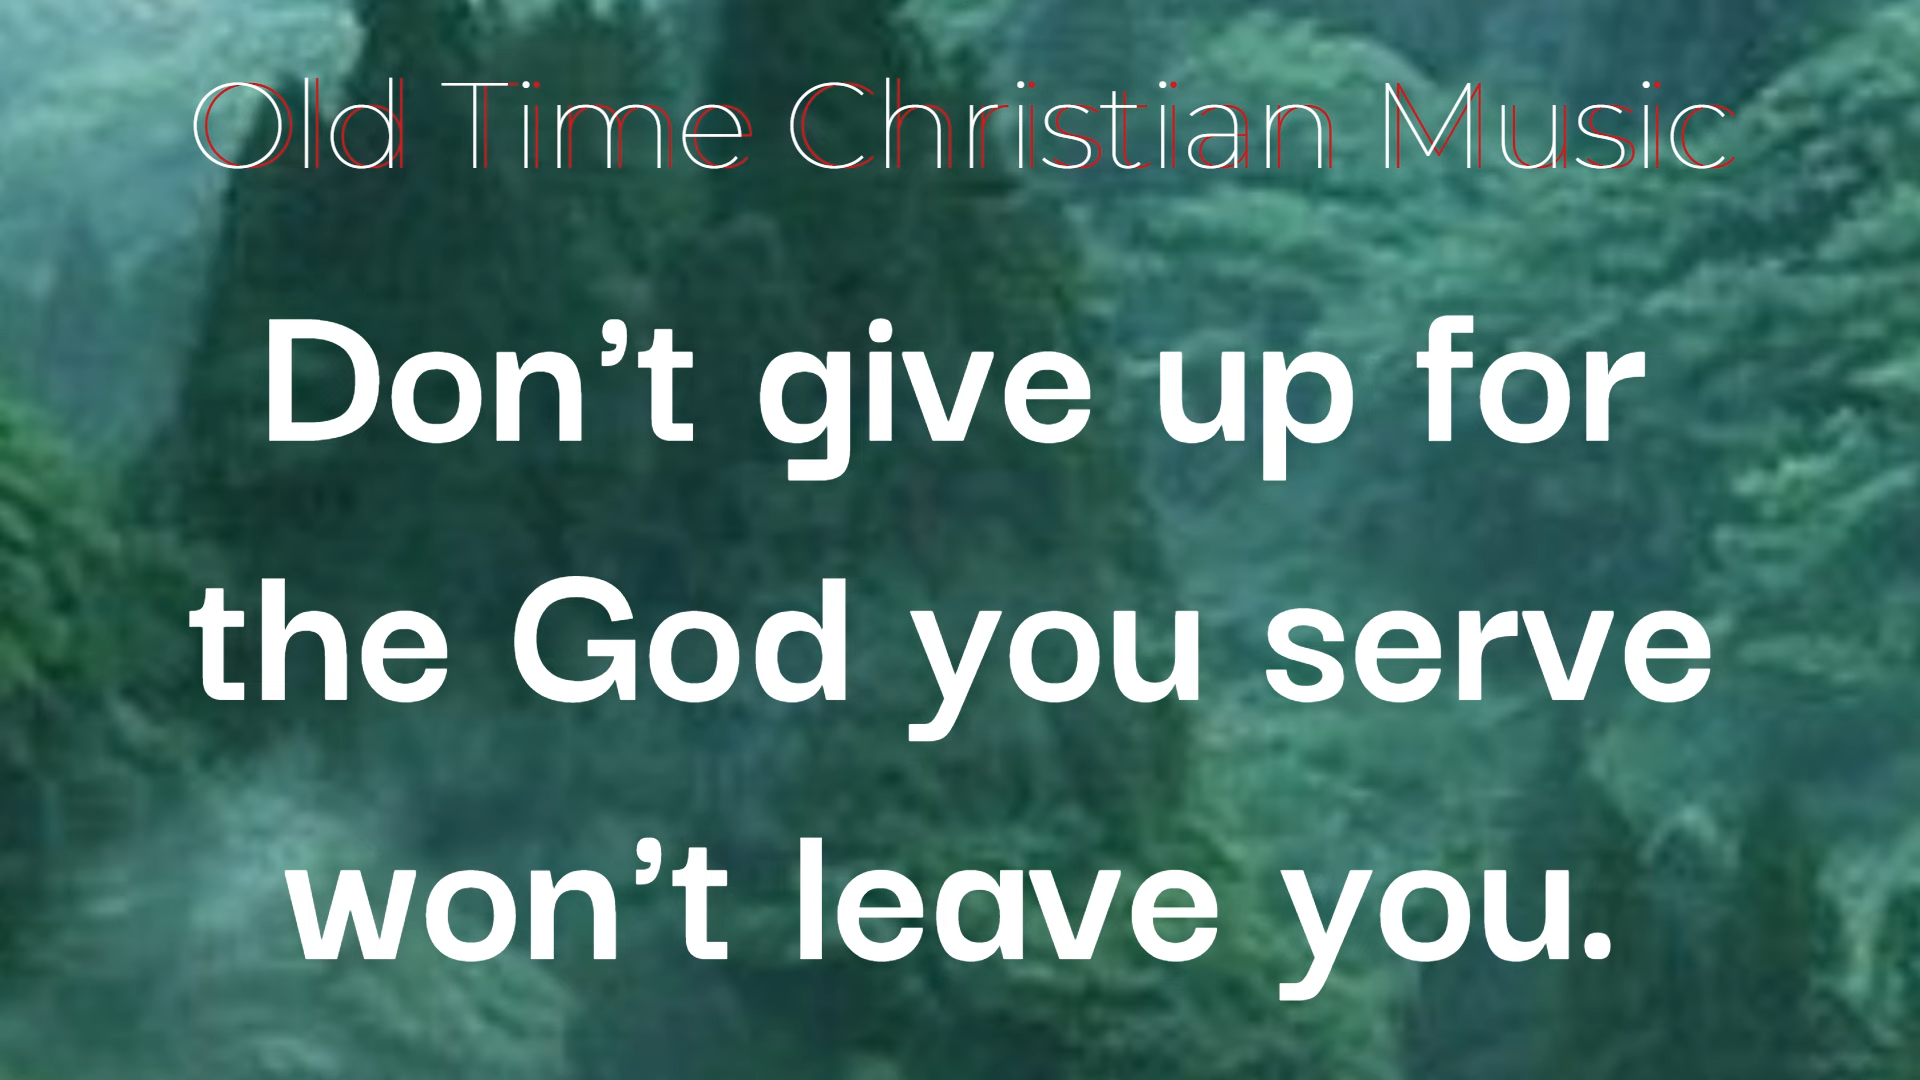 Old Time Christian Music
Don’t give up for
the God you serve
won’t leave you.